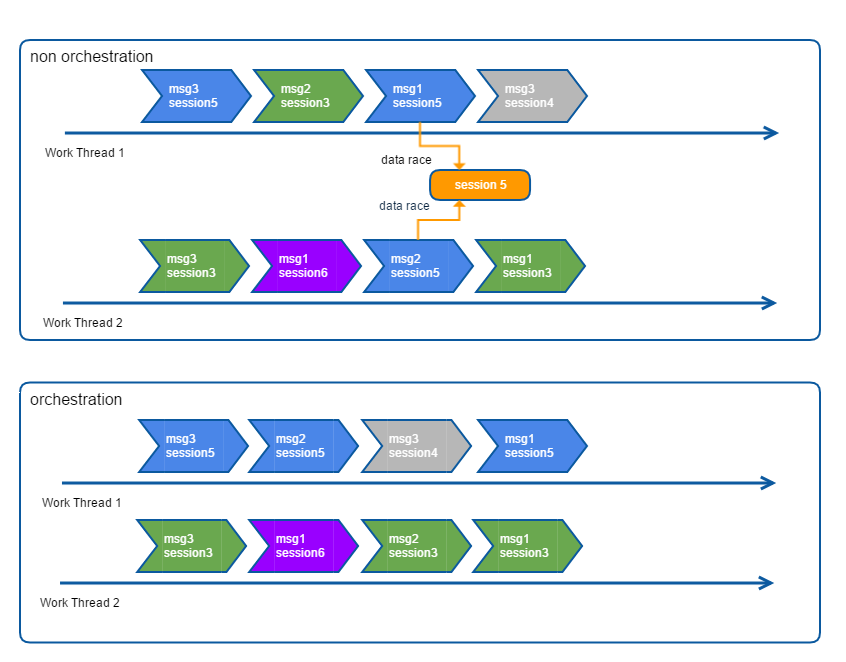 non orchestration
msg3
session5
msg2
session3
msg1
session5
msg3
session4
Work Thread 1
data race
session 5
data race
msg3
session3
msg1
session6
msg2
session5
msg1
session3
Work Thread 2
orchestration
msg3
session5
msg2
session5
msg3
session4
msg1
session5
Work Thread 1
msg3
session3
msg1
session6
msg2
session3
msg1
session3
Work Thread 2